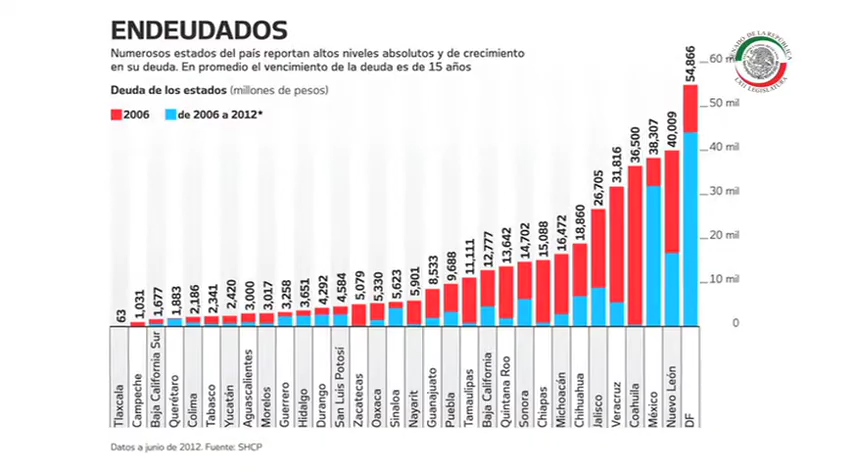 ENDEUDADOS
Numerosos estados del país reportan altos niveles absolutos y de crecimiento
en su deuda. En promedio el vencimiento de la deuda es de 15 años
Deuda de los estados (millones de pesos)
2006 de 2006 a 2012*
SENADO DE LA REPÚBLICA
LXII LEGISLATURA
60 m
50 mil
40 mil
30 mil
20 mil
10 mil
0
63
1,031
1,677
1,883
2,186
2,341
2,420
3,000
3,017
3,258
3,651
4,292
4,584
5,079
5,330
5,623
5,901
8,533
9,688
11,111
12,777
13,642
14,702
15,088
16,472
18,860
26,705
31,816
36,500
38,307
40,009
54,866
Tlaxcala
Campeche
Baja California Sur
Querétaro
Colima
Tabasco
Yucatán
Aguascalientes
Morelos
Guerrero
Hidalgo
Durango
San Luis Potosí
Zacatecas
Oaxaca
Sinaloa
Nayarit
Guanajuato
Puebla
Tamaulipas
Baja California
Quintana Roo
Sonora
Chiapas
Michoacán
Chihuahua
Jalisco
Veracruz
Coahuila
México
Nuevo León
DF
Datos a junio de 2012. Fuente: SHCP